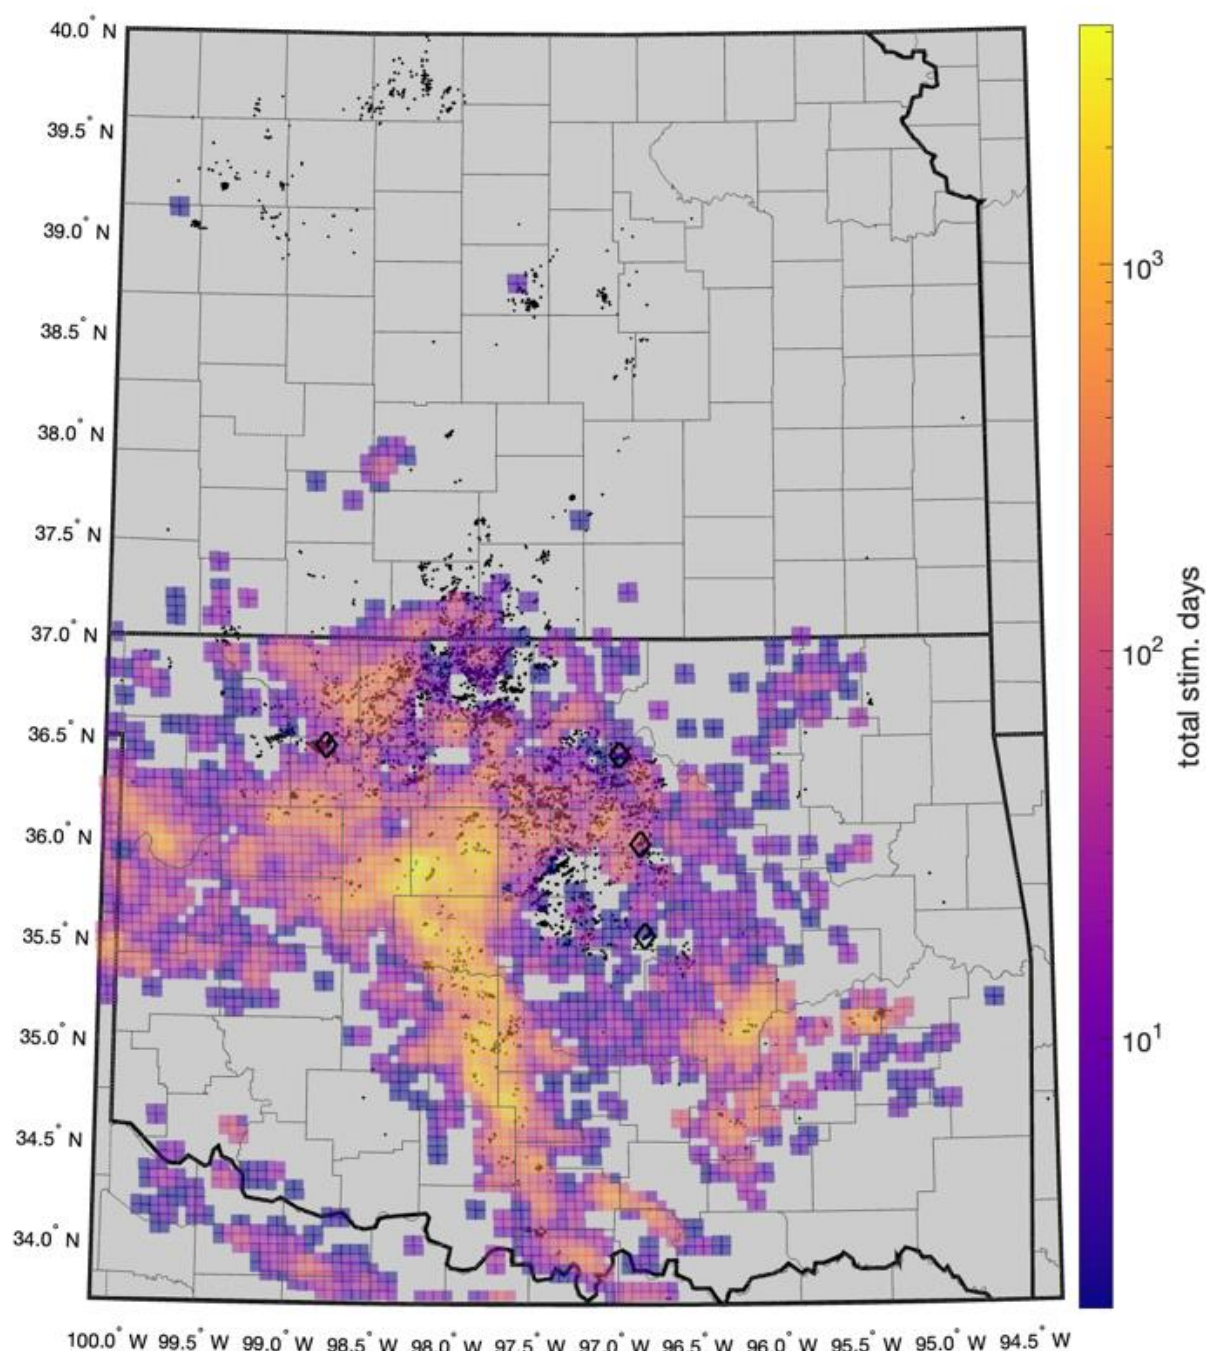 40.0° N
39.5° N
39.0° N
38.5° N
38.0° N
37.5° N
37.0° N
36.5° N
36.0° N
35.5° N
35.0° N
34.5° N
34.0° N
100.0° W 99.5° W 99.0° W 98.5° W 98.0° W 97.5° W 97.0° W 96.5° W 96.0° W 95.5° W 95.0° W 94.5° W
10³
10²
10¹
total stim. days